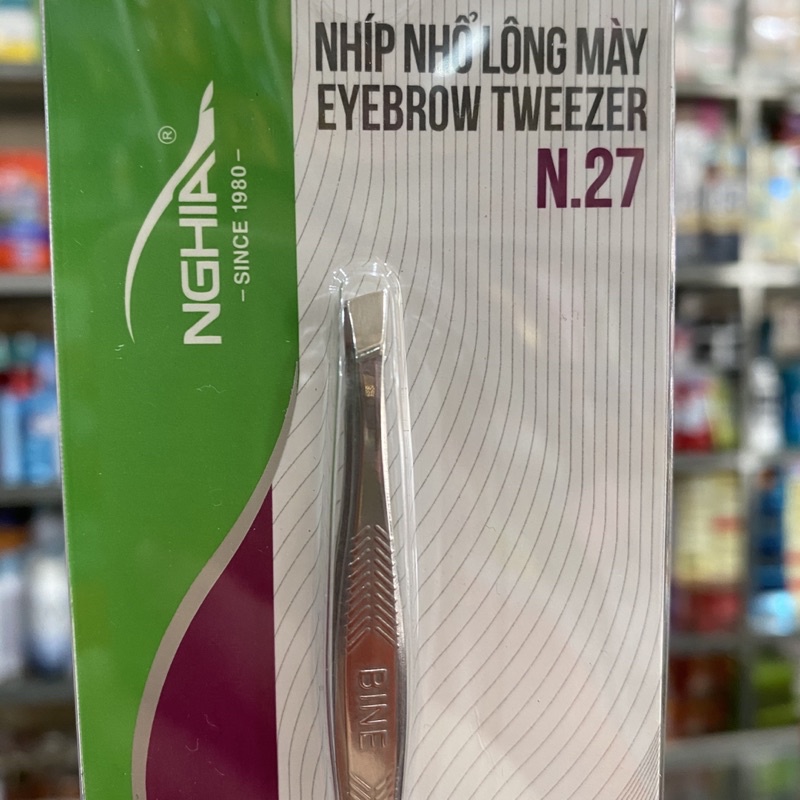 NHÍP NHỔ LÔNG MÀY
EYEBROW TWEEZER
N.27
NGHIA®
– SINCE 1980 –
BINE